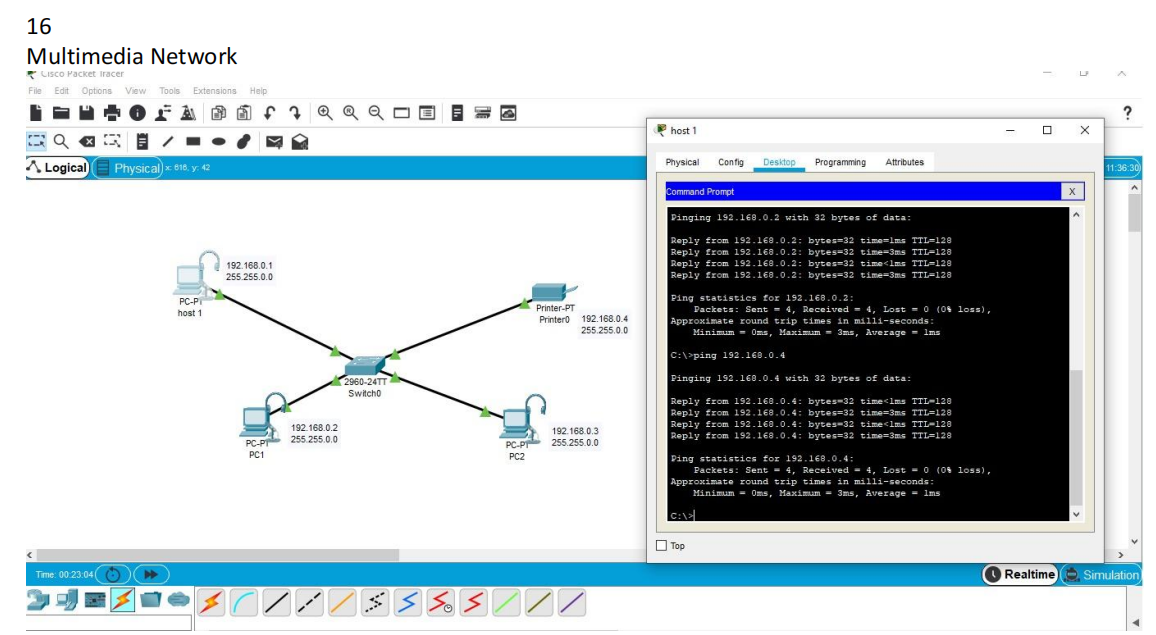 16
Multimedia Network
Cisco Packet Tracer
File Edit Options View Tools Extensions Help
?
Logical Physical x: 616, y: 42
11:36:30
192.168.0.1
255.255.0.0
PC-PT
host 1
Printer-PT
Printer0
192.168.0.4
255.255.0.0
2960-24TT
Switch0
192.168.0.2
255.255.0.0
PC-PT
PC1
192.168.0.3
255.255.0.0
PC-PT
PC2
host 1
Physical Config Desktop Programming Attributes
Command Prompt
X
Pinging 192.168.0.2 with 32 bytes of data:
Reply from 192.168.0.2: bytes=32 time=1ms TTL=128
Reply from 192.168.0.2: bytes=32 time=3ms TTL=128
Reply from 192.168.0.2: bytes=32 time<1ms TTL=128
Reply from 192.168.0.2: bytes=32 time=3ms TTL=128
Ping statistics for 192.168.0.2:
Packets: Sent = 4, Received = 4, Lost = 0 (0% loss),
Approximate round trip times in milli-seconds:
Minimum = 0ms, Maximum = 3ms, Average = 1ms
C:\>ping 192.168.0.4
Pinging 192.168.0.4 with 32 bytes of data:
Reply from 192.168.0.4: bytes=32 time<1ms TTL=128
Reply from 192.168.0.4: bytes=32 time=3ms TTL=128
Reply from 192.168.0.4: bytes=32 time<1ms TTL=128
Reply from 192.168.0.4: bytes=32 time=3ms TTL=128
Ping statistics for 192.168.0.4:
Packets: Sent = 4, Received = 4, Lost = 0 (0% loss),
Approximate round trip times in milli-seconds:
Minimum = 0ms, Maximum = 3ms, Average = 1ms
C:\>
Top
Time: 00:23:04
Realtime Simulation